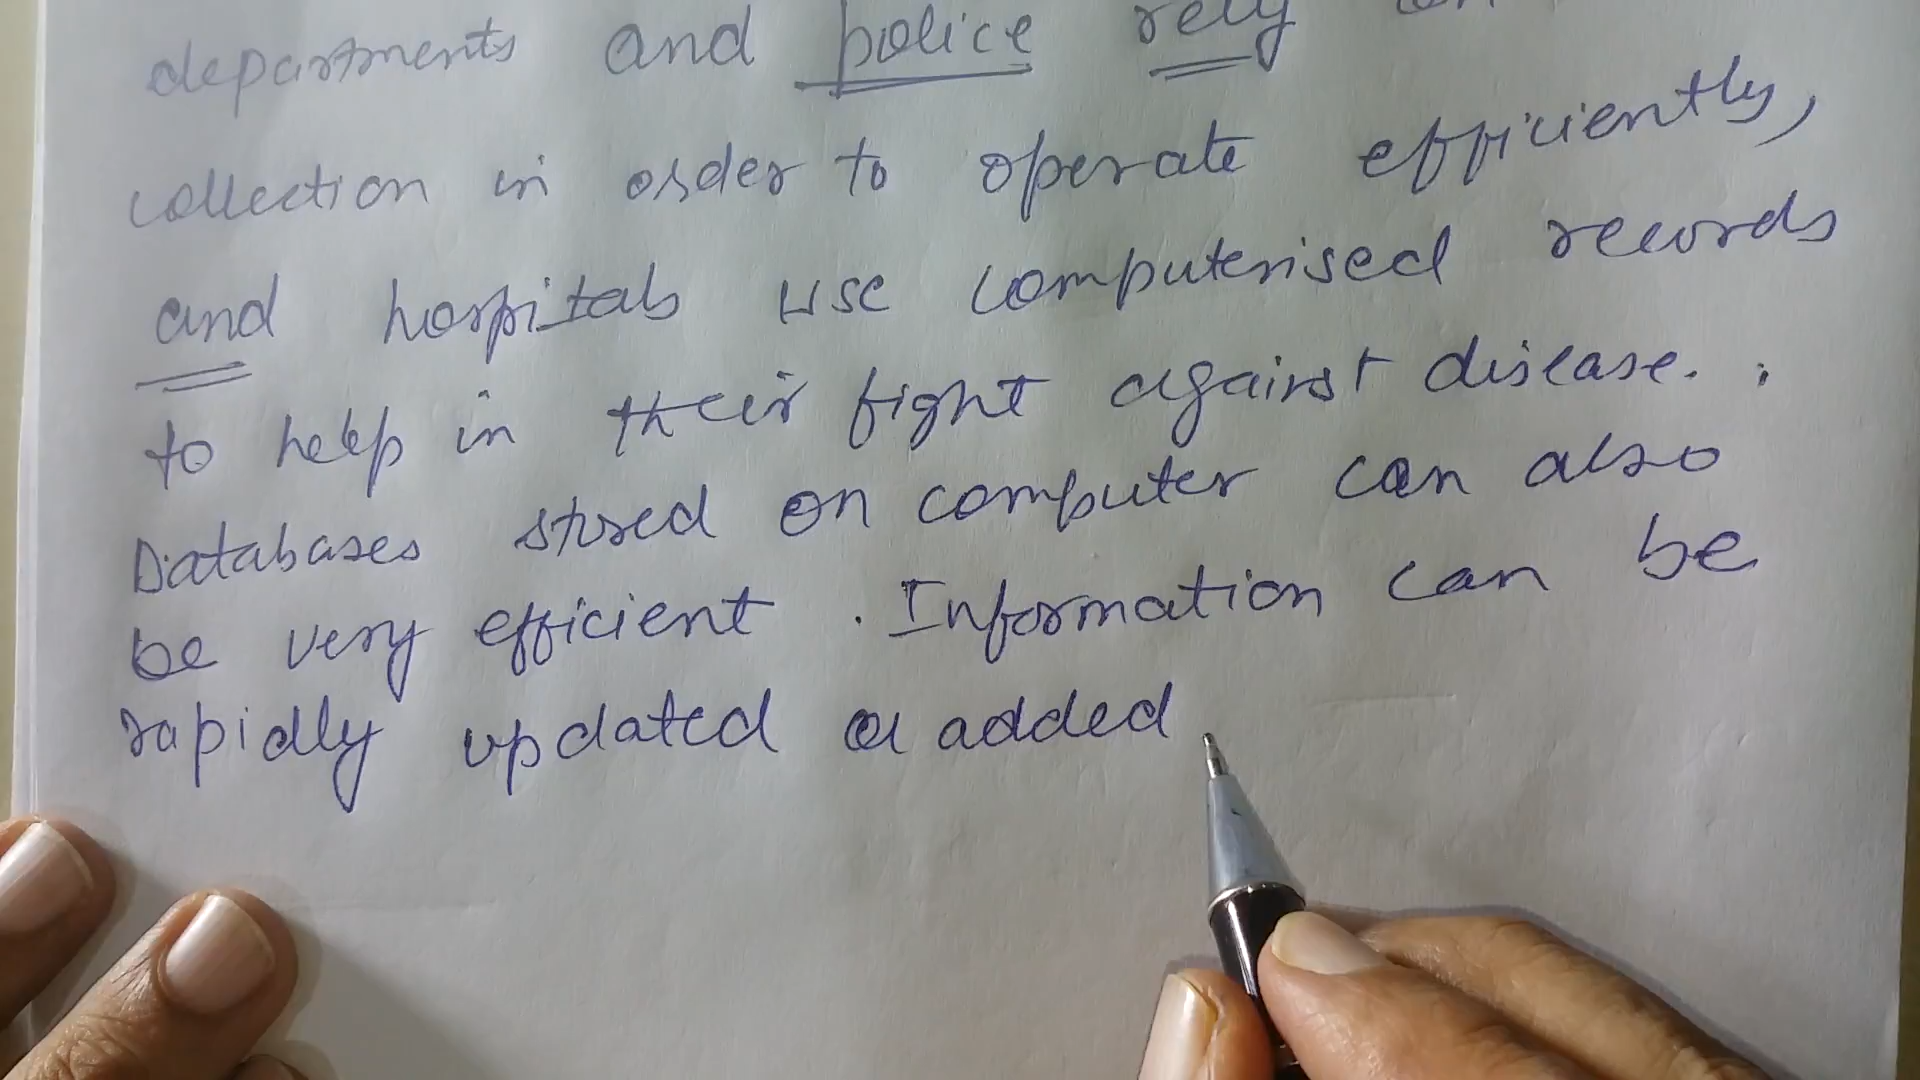 departments and police rely on
collection in order to operate efficiently,
and hospitals use computerised records
to help in their fight against disease.
Databases stored on computer can also
be very efficient. Information can be
rapidly updated or added